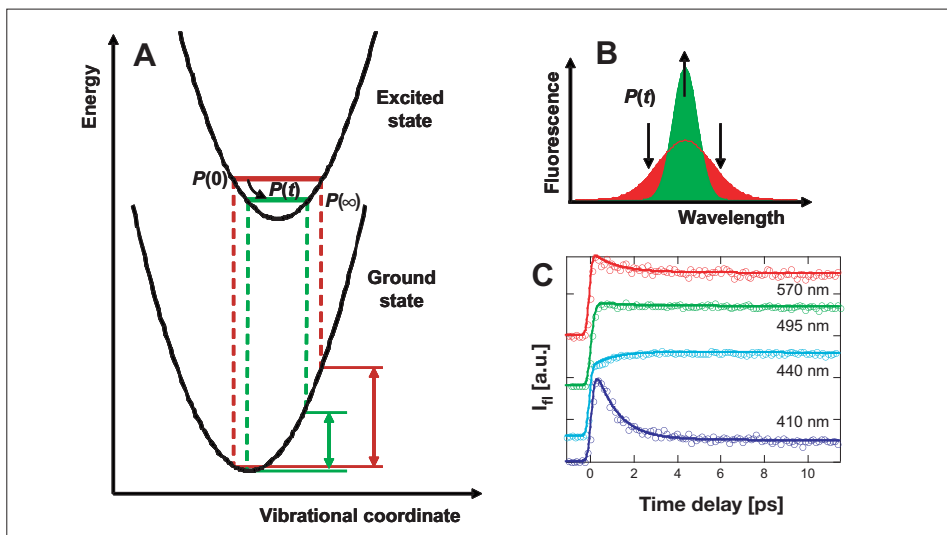 A
Energy
Excited
state
P(0)
P(t)
P(∞)
Ground
state
Vibrational coordinate
B
Fluorescence
P(t)
Wavelength
C
I_fl [a.u.]
570 nm
495 nm
440 nm
410 nm
0 2 4 6 8 10
Time delay [ps]